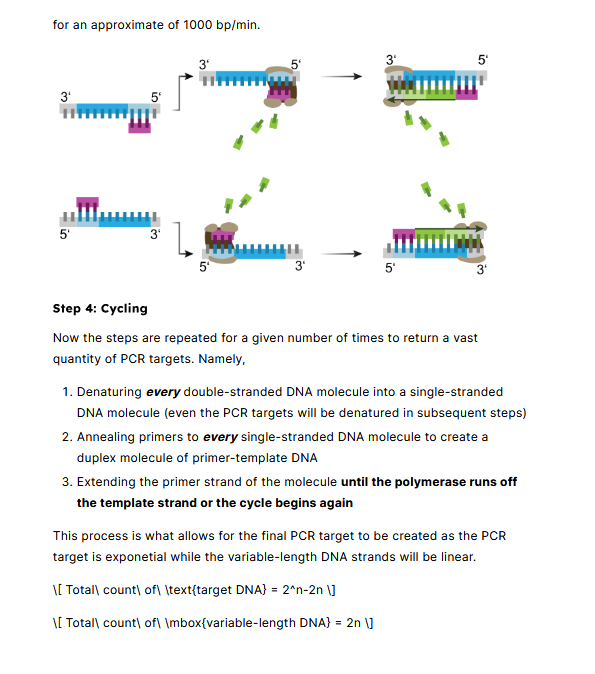 for an approximate of 1000 bp/min.
3' 5' 3' 5'
3' 5'
5' 3'
5' 3' 5' 3'
Step 4: Cycling
Now the steps are repeated for a given number of times to return a vast
quantity of PCR targets. Namely,
1. Denaturing every double-stranded DNA molecule into a single-stranded
DNA molecule (even the PCR targets will be denatured in subsequent steps)
2. Annealing primers to every single-stranded DNA molecule to create a
duplex molecule of primer-template DNA
3. Extending the primer strand of the molecule until the polymerase runs off
the template strand or the cycle begins again
This process is what allows for the final PCR target to be created as the PCR
target is exponetial while the variable-length DNA strands will be linear.
\[ Total\ count\ of\ \text{target DNA} = 2^n-2n \]
\[ Total\ count\ of\ \mbox{variable-length DNA} = 2n \]